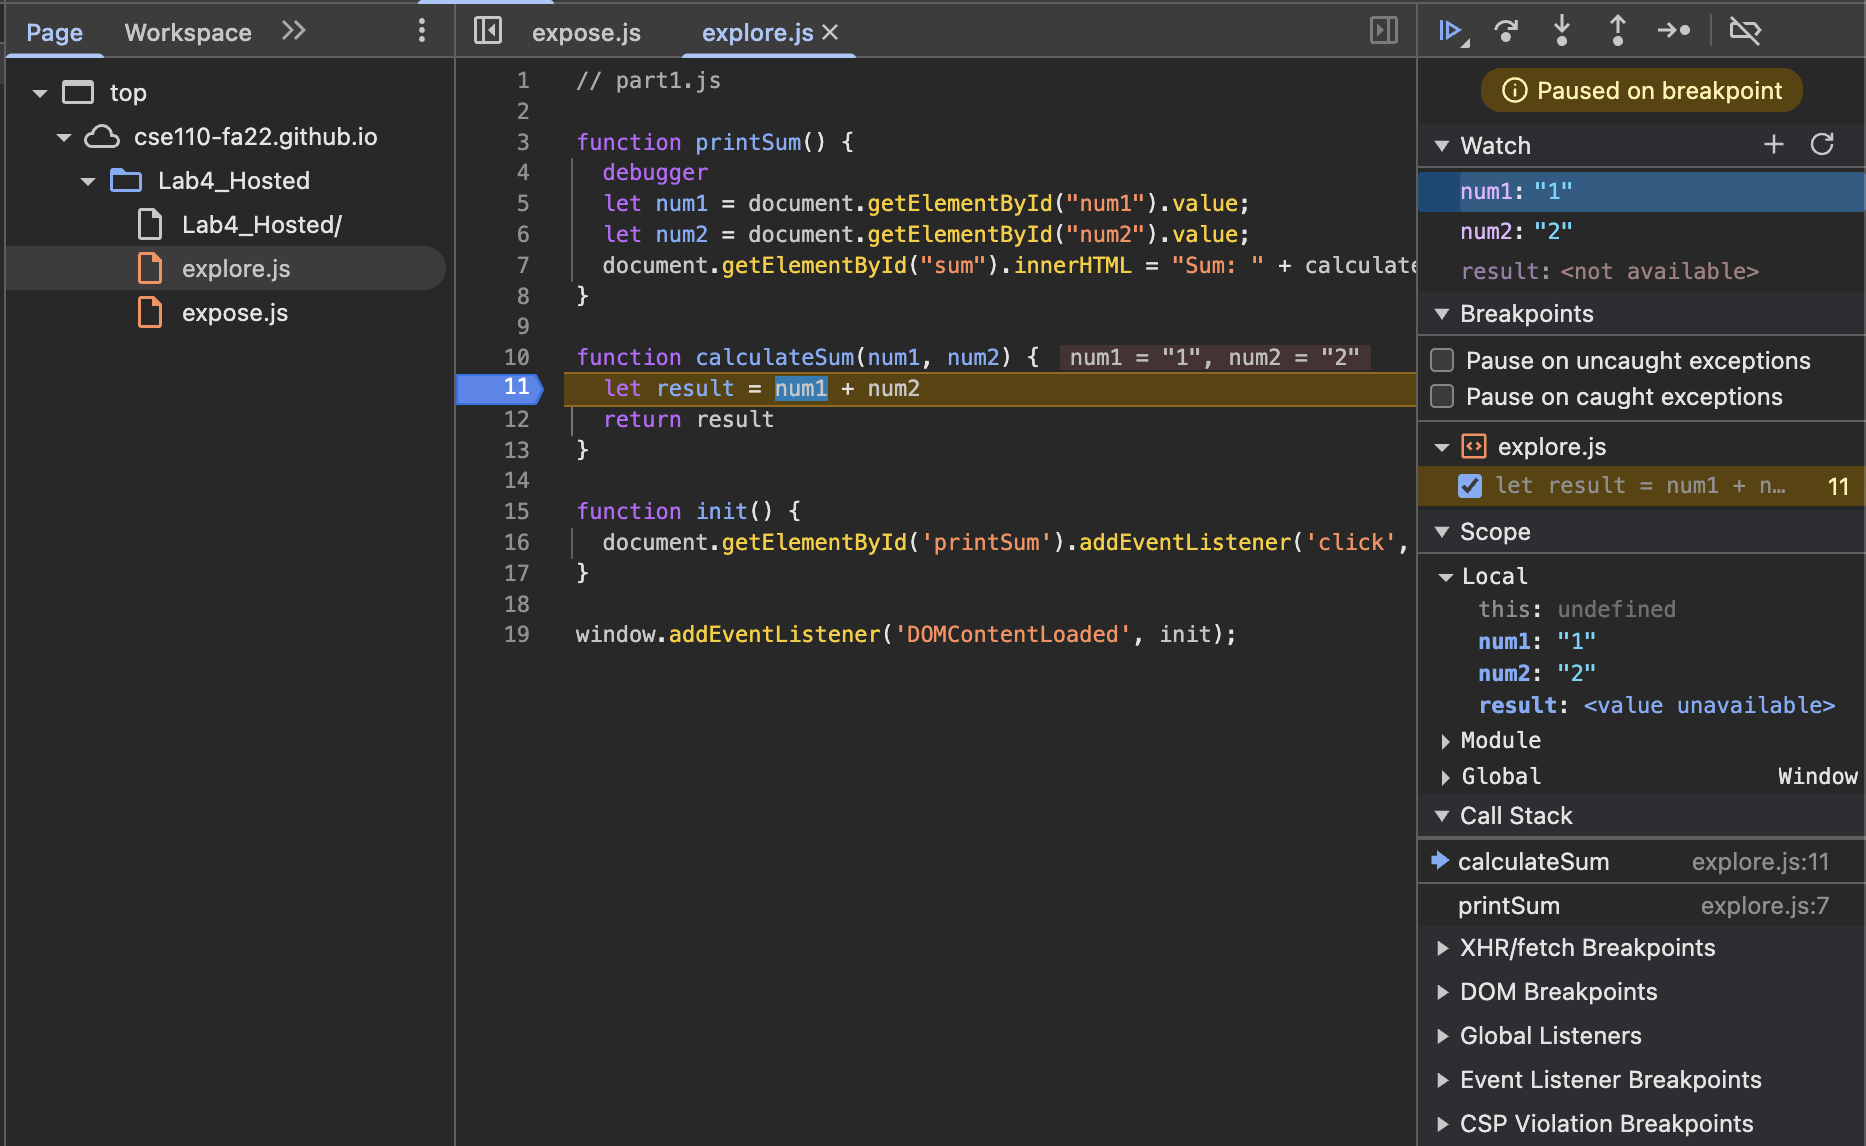 Page Workspace
top
cse110-fa22.github.io
Lab4_Hosted
Lab4_Hosted/
explore.js
expose.js
expose.js explore.js
1 // part1.js
2
3 function printSum() {
4 debugger
5 let num1 = document.getElementById("num1").value;
6 let num2 = document.getElementById("num2").value;
7 document.getElementById("sum").innerHTML = "Sum: " + calculate
8 }
9
10 function calculateSum(num1, num2) { num1 = "1", num2 = "2"
11 let result = num1 + num2
12 return result
13 }
14
15 function init() {
16 document.getElementById('printSum').addEventListener('click',
17 }
18
19 window.addEventListener('DOMContentLoaded', init);
Paused on breakpoint
Watch
num1: "1"
num2: "2"
result: <not available>
Breakpoints
Pause on uncaught exceptions
Pause on caught exceptions
explore.js
let result = num1 + n… 11
Scope
Local
this: undefined
num1: "1"
num2: "2"
result: <value unavailable>
Module
Global Window
Call Stack
calculateSum explore.js:11
printSum explore.js:7
XHR/fetch Breakpoints
DOM Breakpoints
Global Listeners
Event Listener Breakpoints
CSP Violation Breakpoints